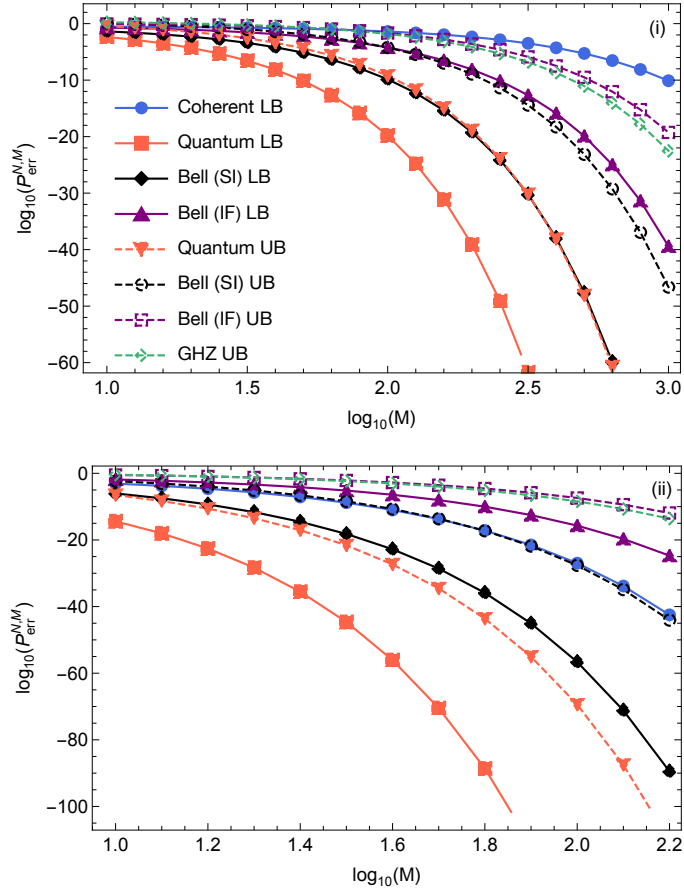 (i)
0
-10
-20
-30
-40
-50
-60
log10(P_err^{N,M})
Coherent LB
Quantum LB
Bell (SI) LB
Bell (IF) LB
Quantum UB
Bell (SI) UB
Bell (IF) UB
GHZ UB
1.0 1.5 2.0 2.5 3.0
log10(M)
(ii)
0
-20
-40
-60
-80
-100
log10(P_err^{N,M})
1.0 1.2 1.4 1.6 1.8 2.0 2.2
log10(M)